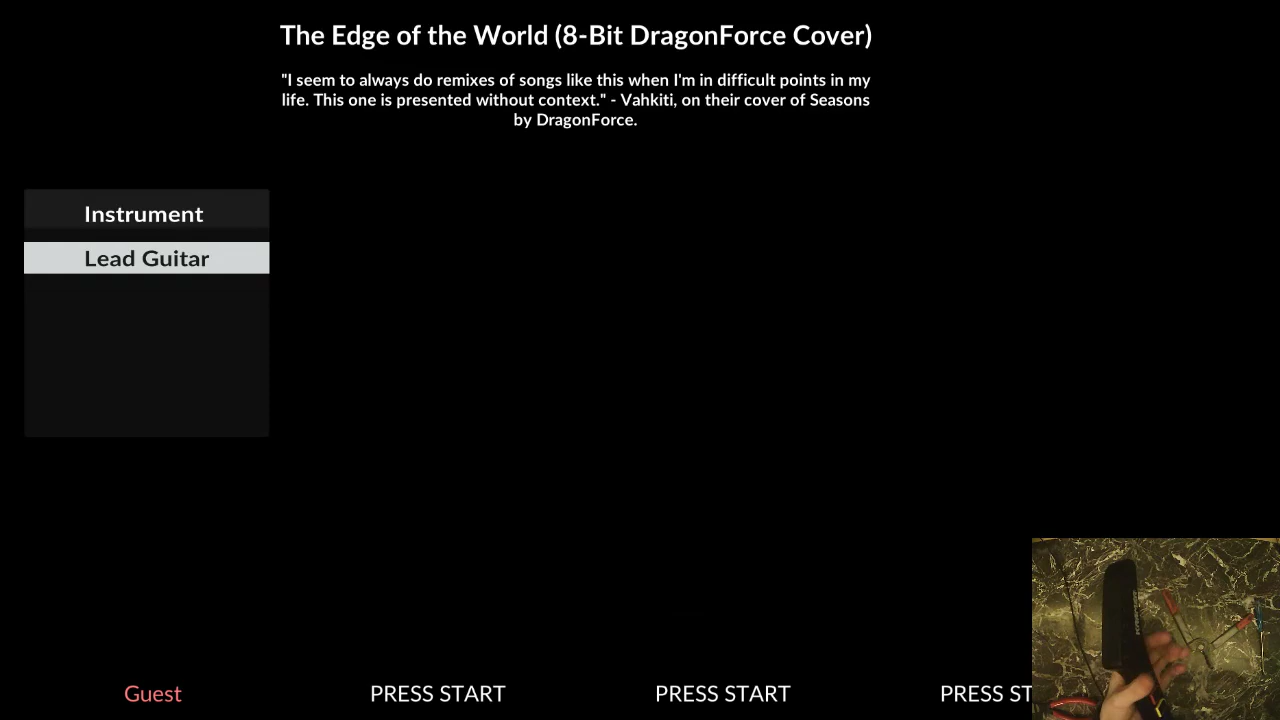 The Edge of the World (8-Bit DragonForce Cover)
"I seem to always do remixes of songs like this when I'm in difficult points in my
life. This one is presented without context." - Vahkiti, on their cover of Seasons
by DragonForce.
Instrument
Lead Guitar
Guest
PRESS START
PRESS START
PRESS ST